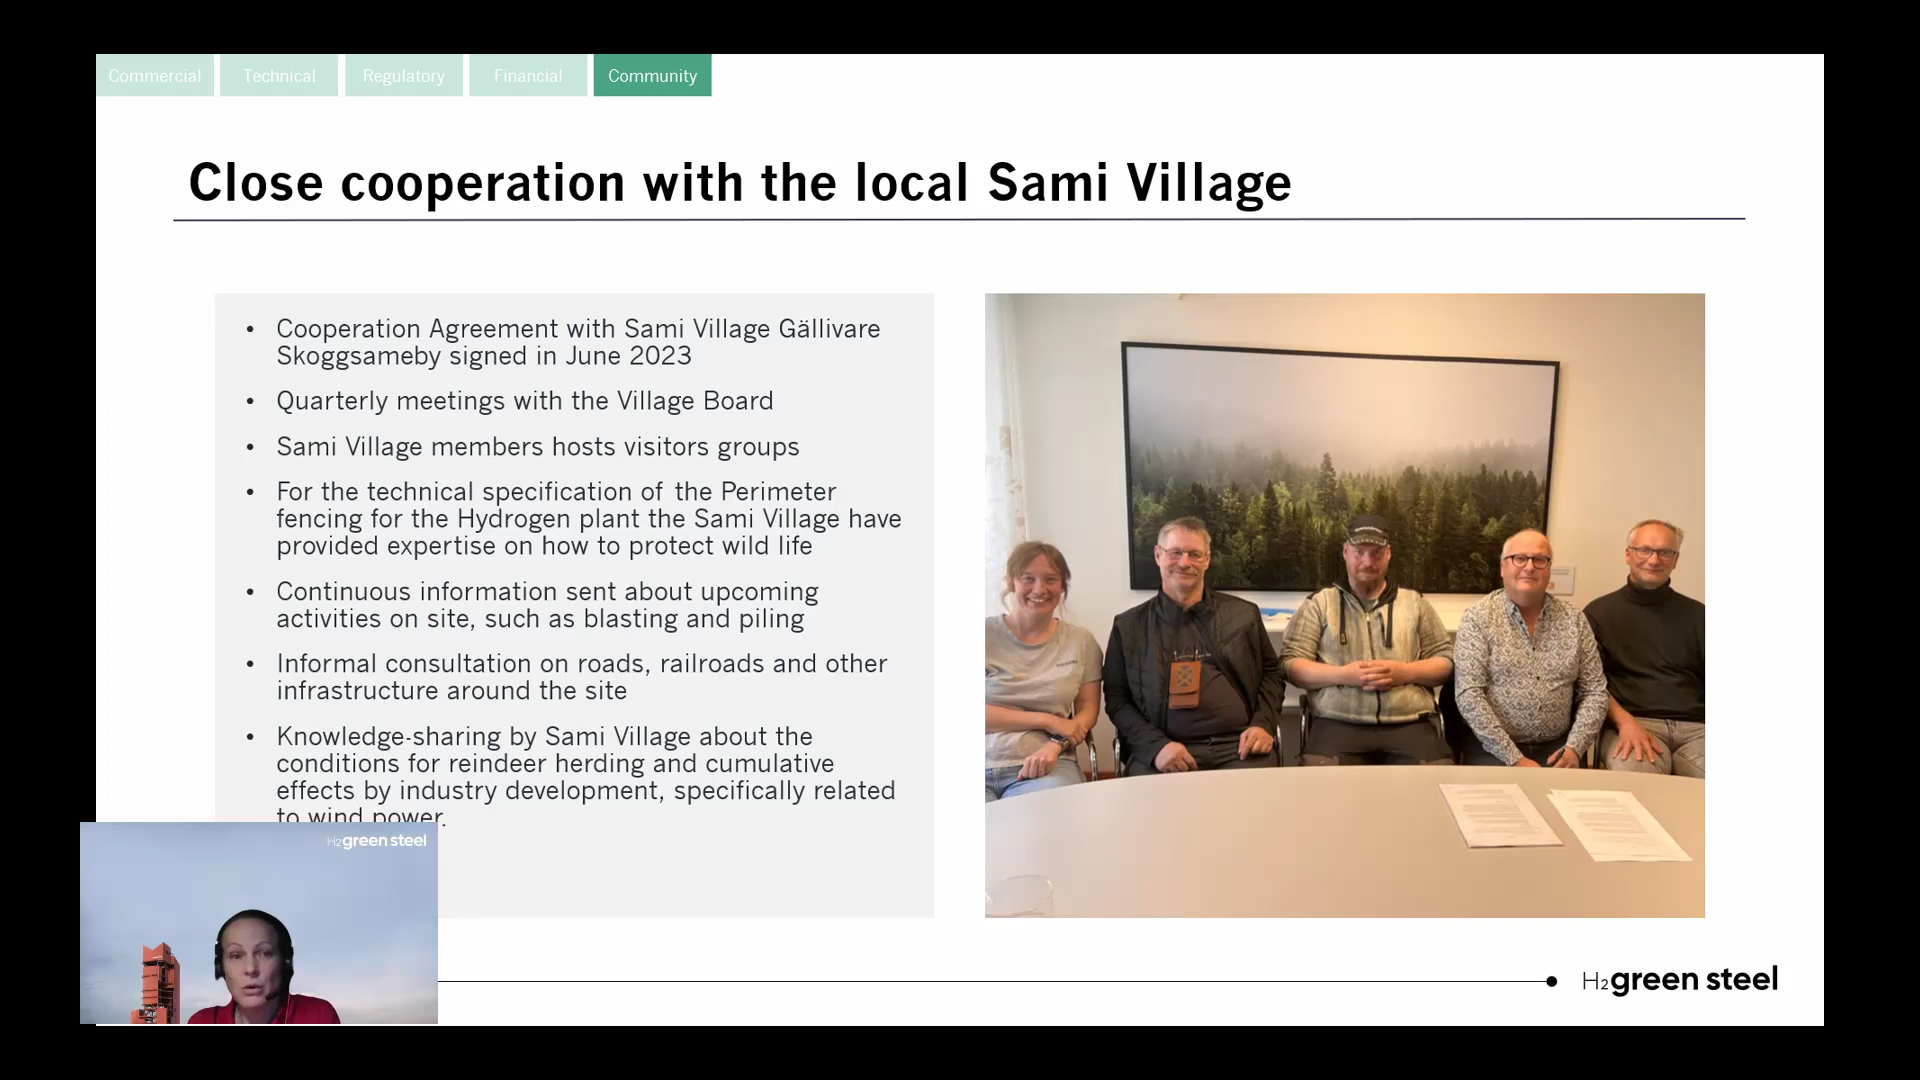 Commercial
Technical
Regulatory
Financial
Community
Close cooperation with the local Sami Village
• Cooperation Agreement with Sami Village Gällivare
Skoggsameby signed in June 2023
• Quarterly meetings with the Village Board
• Sami Village members hosts visitors groups
• For the technical specification of the Perimeter
fencing for the Hydrogen plant the Sami Village have
provided expertise on how to protect wild life
• Continuous information sent about upcoming
activities on site, such as blasting and piling
• Informal consultation on roads, railroads and other
infrastructure around the site
• Knowledge-sharing by Sami Village about the
conditions for reindeer herding and cumulative
effects by industry development, specifically related
to wind power.
H2green steel
H2green steel